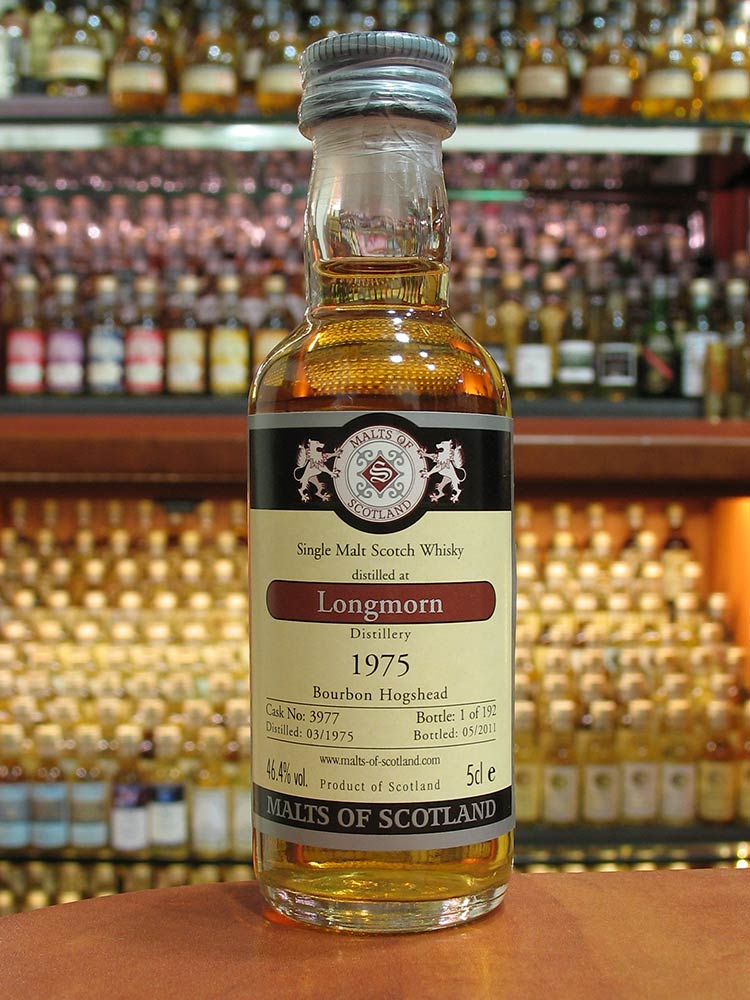 MALTS OF
S
SCOTLAND
Single Malt Scotch Whisky
distilled at
Longmorn
Distillery
1975
Bourbon Hogshead
Cask No: 3977 Bottle: 1 of 192
Distilled: 03/1975 Bottled: 05/2011
www.malts-of-scotland.com
46.4% vol. Product of Scotland 5cl e
MALTS OF SCOTLAND